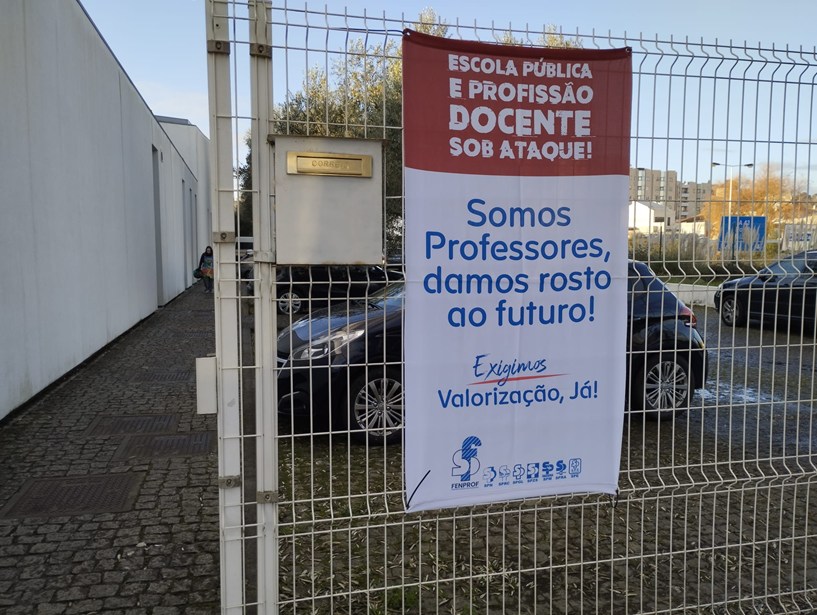 CORREIO
ESCOLA PÚBLICA
E PROFISSÃO
DOCENTE
SOB ATAQUE!
Somos
Professores,
damos rosto
ao futuro!
Exigimos
Valorização, Já!
FENPROF